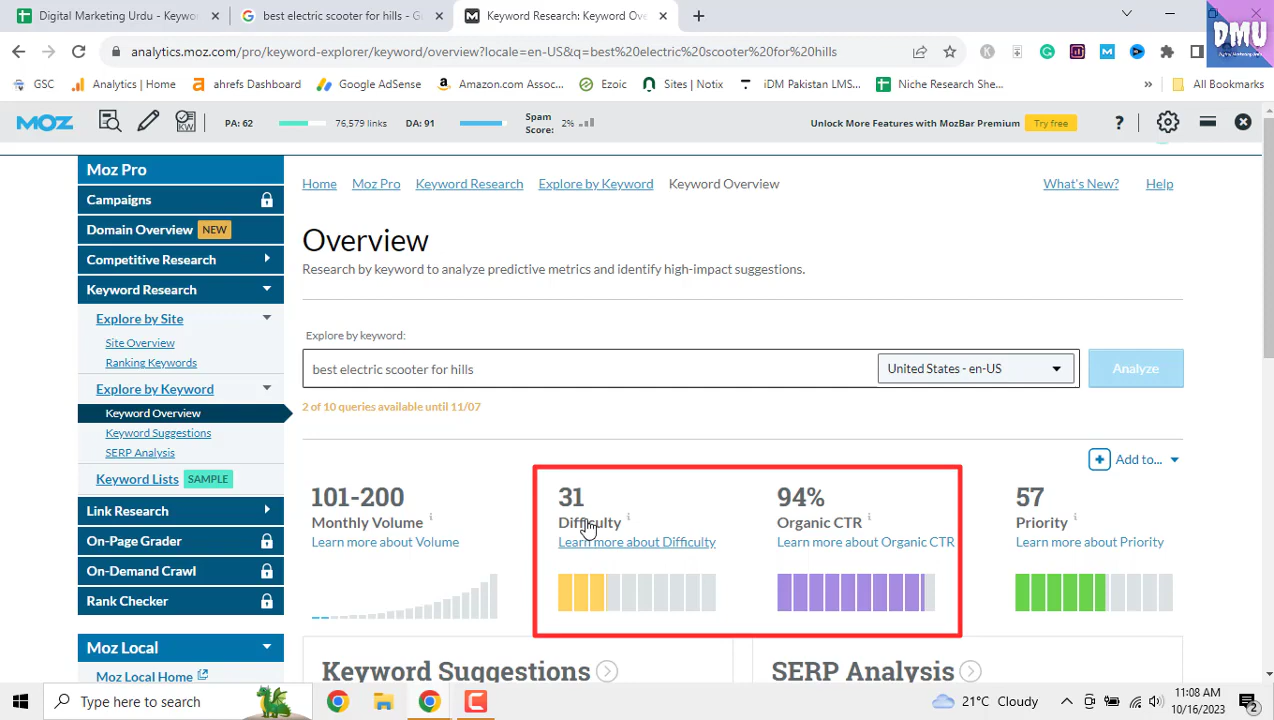 Digital Marketing Urdu - Keywo
best electric scooter for hills - Go
Keyword Research: Keyword Ove
DMU
analytics.moz.com/pro/keyword-explorer/keyword/overview?locale=en-US&q=best%20electric%20scooter%20for%20hills
GSC
Analytics | Home
ahrefs Dashboard
Google AdSense
Amazon.com Assoc...
Ezoic
Sites | Notix
iDM Pakistan LMS...
Niche Research She...
»
All Bookmarks
MOZ
PA: 62
76,579 links
DA: 91
Spam Score: 2%
Unlock More Features with MozBar Premium
Try free
?
Moz Pro
Campaigns
Domain Overview NEW
Competitive Research
Keyword Research
Explore by Site
Site Overview
Ranking Keywords
Explore by Keyword
Keyword Overview
Keyword Suggestions
SERP Analysis
Keyword Lists SAMPLE
Link Research
On-Page Grader
On-Demand Crawl
Rank Checker
Moz Local
Moz Local Home
Home Moz Pro Keyword Research Explore by Keyword Keyword Overview
What's New? Help
Overview
Research by keyword to analyze predictive metrics and identify high-impact suggestions.
Explore by keyword:
best electric scooter for hills
United States - en-US
Analyze
2 of 10 queries available until 11/07
Add to...
101-200
Monthly Volume
Learn more about Volume
31
Difficulty
Learn more about Difficulty
94%
Organic CTR
Learn more about Organic CTR
57
Priority
Learn more about Priority
Keyword Suggestions
SERP Analysis
Type here to search
21°C Cloudy
11:08 AM
10/16/2023
2